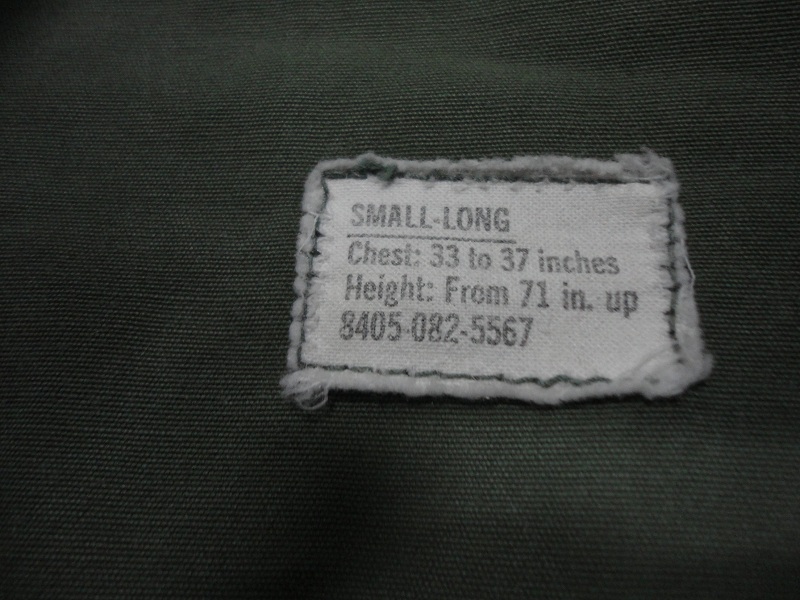 SMALL-LONG
Chest: 33 to 37 inches
Height: From 71 in. up
8405-082-5567